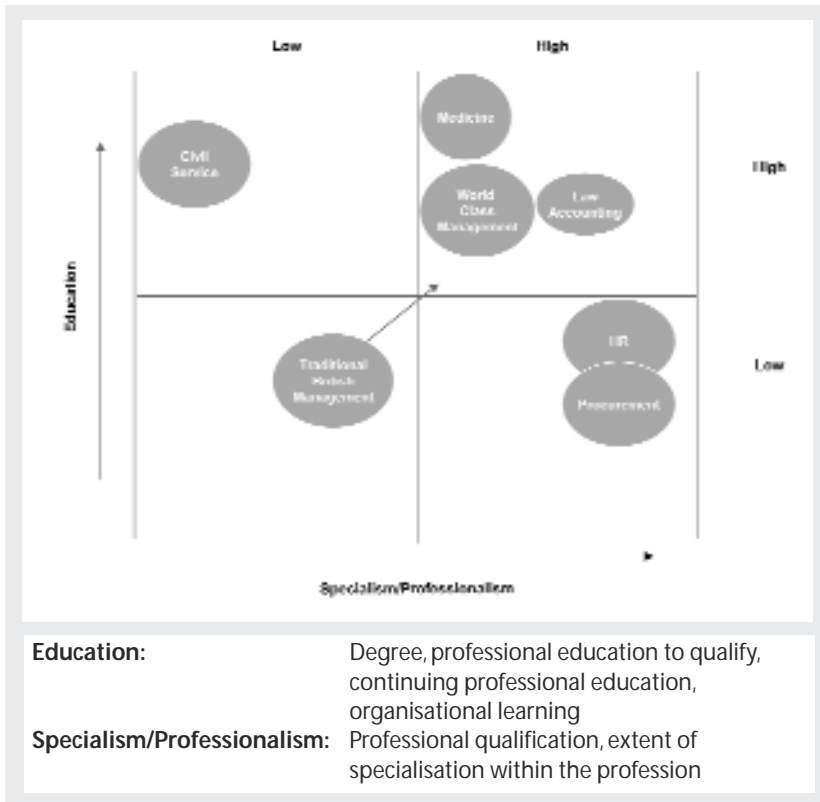 Low High
Medicine
Civil
Service
High
World
Class
Management
Law
Accounting
Education
HR
Low
Traditional
British
Management
Procurement
Specialism/Professionalism
Education: Degree, professional education to qualify,
continuing professional education,
organisational learning
Specialism/Professionalism: Professional qualification, extent of
specialisation within the profession